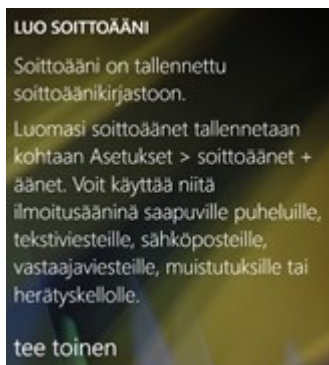 LUO SOITTOÄÄNI
Soittoääni on tallennettu
soittoäänikirjastoon.
Luomasi soittoäänet tallennetaan
kohtaan Asetukset > soittoäänet +
äänet. Voit käyttää niitä
ilmoitusääninä saapuville puheluille,
tekstiviesteille, sähköposteille,
vastaajaviesteille, muistutuksille tai
herätyskellolle.
tee toinen